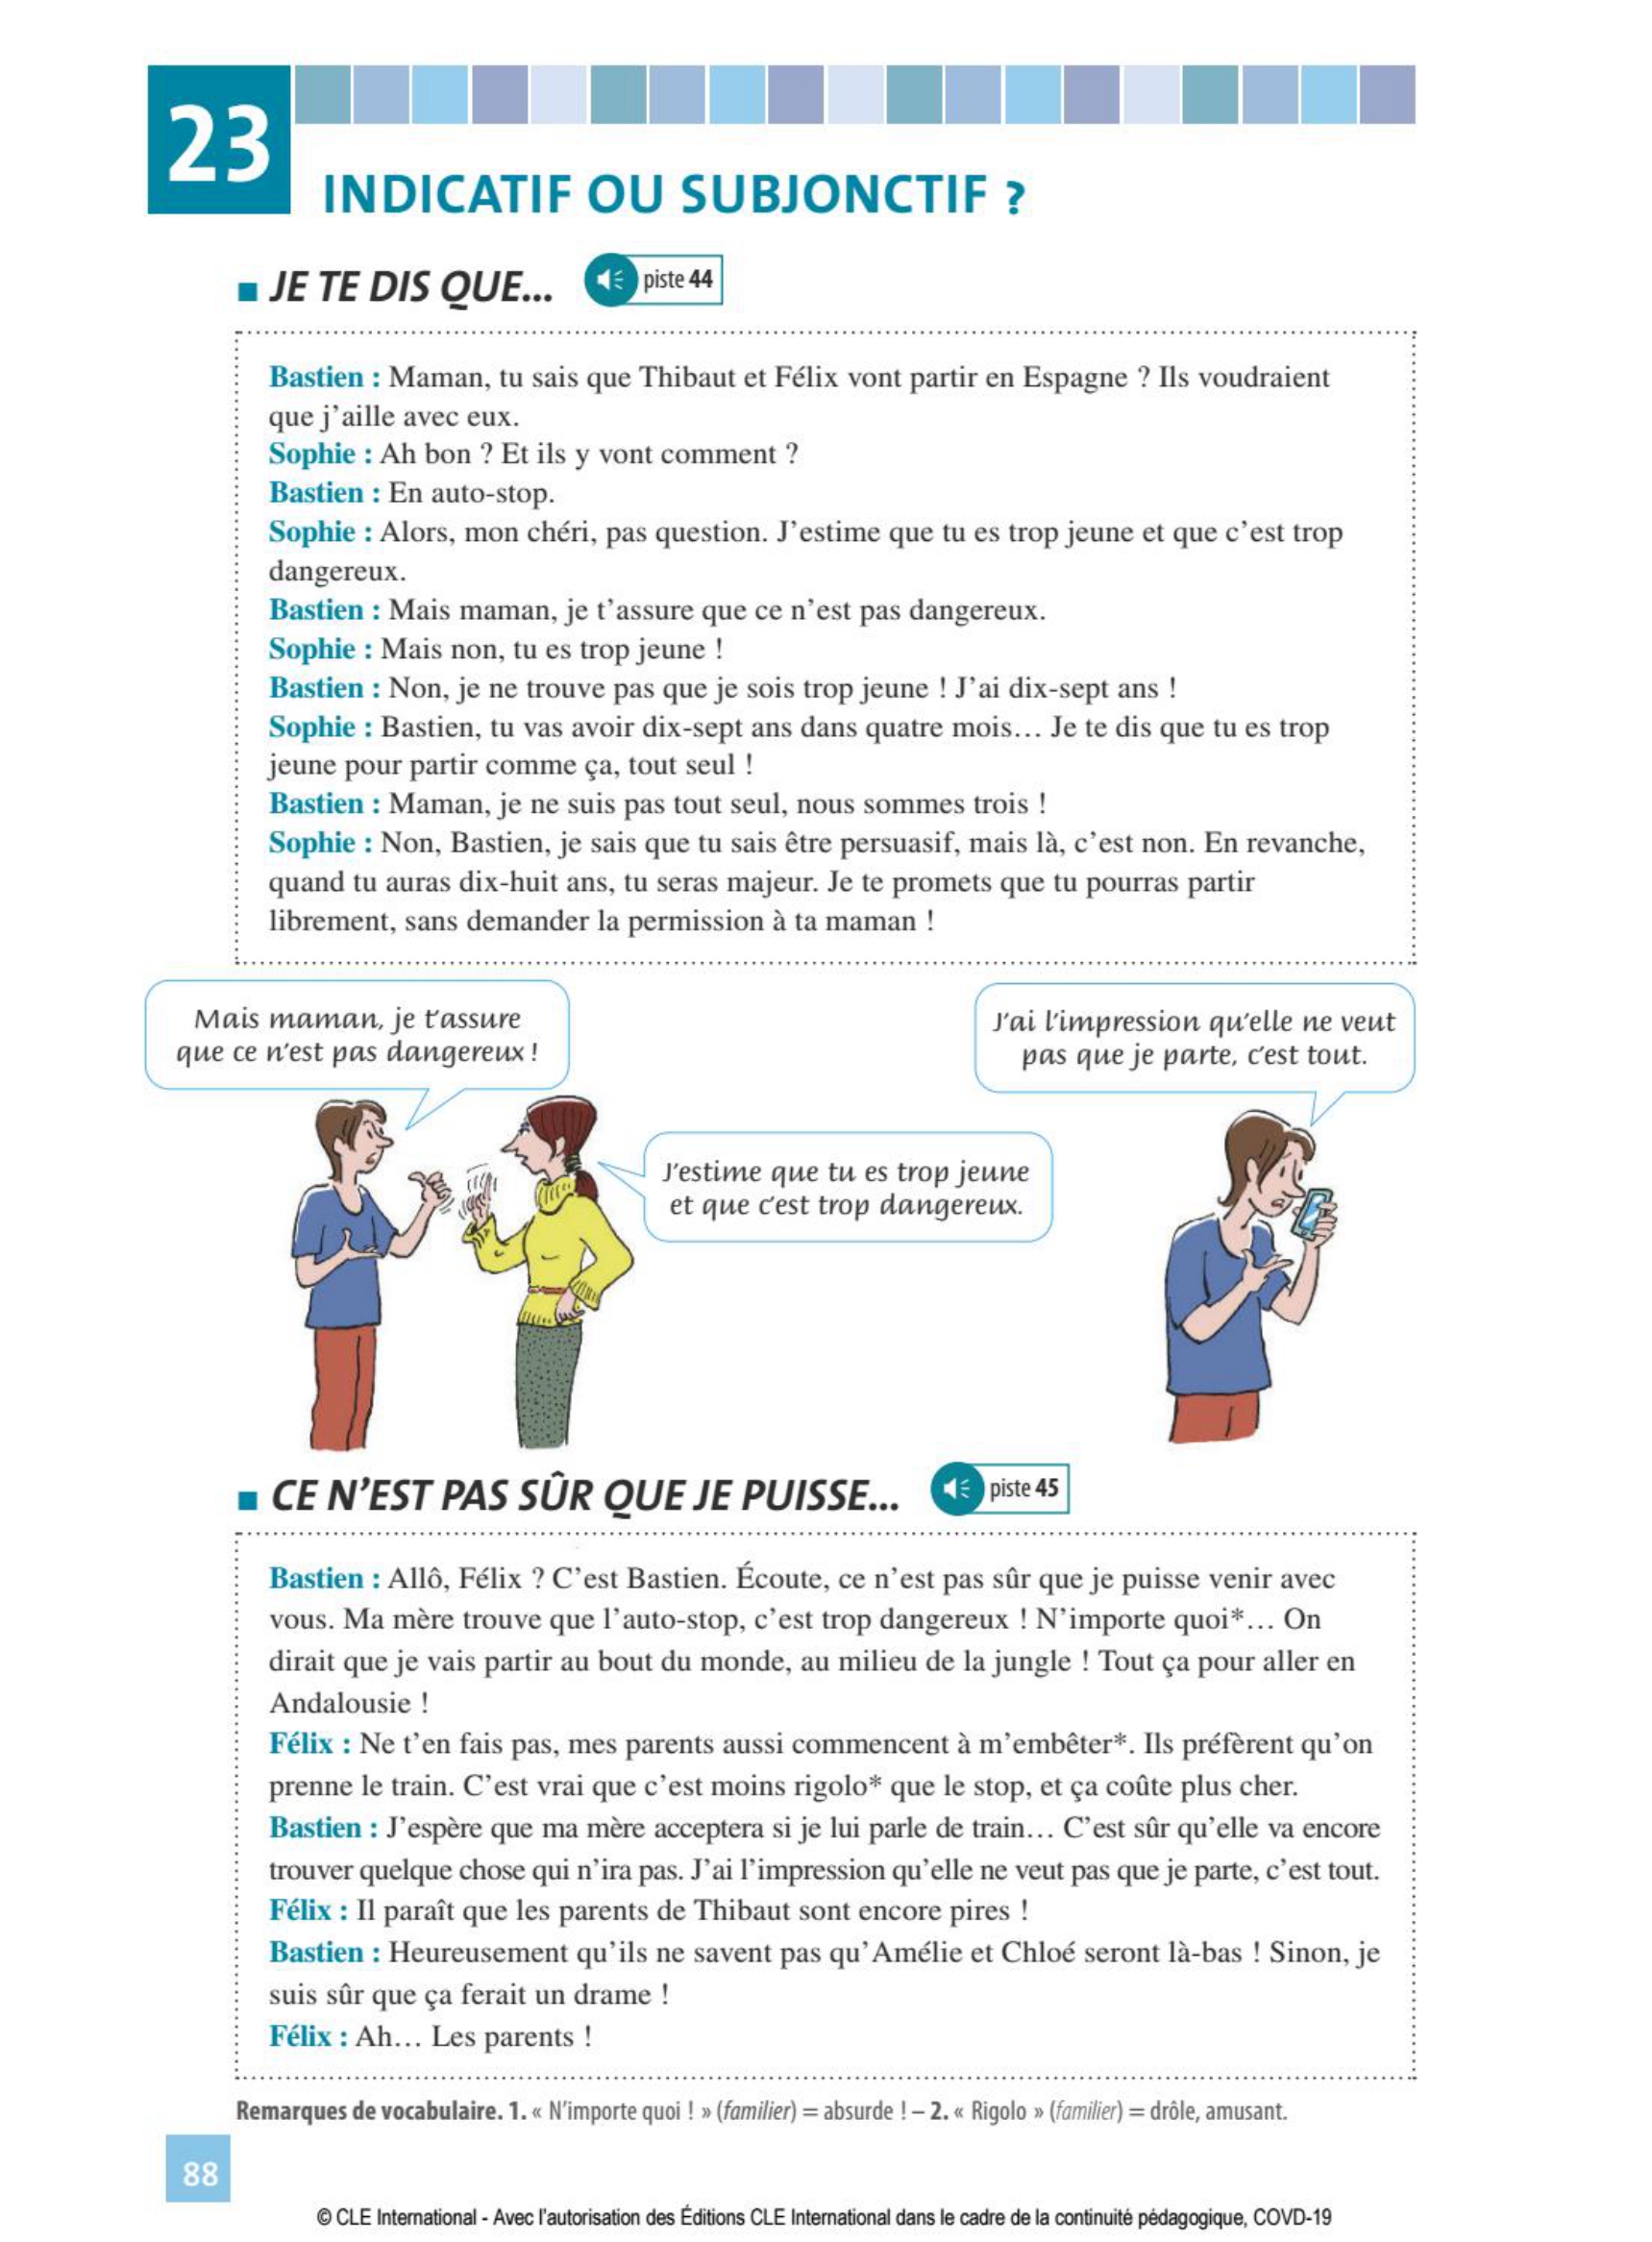 23
INDICATIF OU SUBJONCTIF ?
JE TE DIS QUE...
piste 44
Bastien : Maman, tu sais que Thibaut et Félix vont partir en Espagne ? Ils voudraient
que j'aille avec eux.
Sophie : Ah bon ? Et ils y vont comment ?
Bastien : En auto-stop.
Sophie : Alors, mon chéri, pas question. J'estime que tu es trop jeune et que c'est trop
dangereux.
Bastien : Mais maman, je t'assure que ce n'est pas dangereux.
Sophie : Mais non, tu es trop jeune !
Bastien : Non, je ne trouve pas que je sois trop jeune ! J'ai dix-sept ans !
Sophie : Bastien, tu vas avoir dix-sept ans dans quatre mois... Je te dis que tu es trop
jeune pour partir comme ça, tout seul !
Bastien : Maman, je ne suis pas tout seul, nous sommes trois !
Sophie : Non, Bastien, je sais que tu sais être persuasif, mais là, c'est non. En revanche,
quand tu auras dix-huit ans, tu seras majeur. Je te promets que tu pourras partir
librement, sans demander la permission à ta maman !
Mais maman, je t'assure
que ce n'est pas dangereux !
J'ai l'impression qu'elle ne veut
pas que je parte, c'est tout.
J'estime que tu es trop jeune
et que c'est trop dangereux.
CE N'EST PAS SÛR QUE JE PUISSE...
piste 45
Bastien : Allô, Félix ? C'est Bastien. Écoute, ce n'est pas sûr que je puisse venir avec
vous. Ma mère trouve que l'auto-stop, c'est trop dangereux ! N'importe quoi*... On
dirait que je vais partir au bout du monde, au milieu de la jungle ! Tout ça pour aller en
Andalousie !
Félix : Ne t'en fais pas, mes parents aussi commencent à m'embêter*. Ils préfèrent qu'on
prenne le train. C'est vrai que c'est moins rigolo* que le stop, et ça coûte plus cher.
Bastien : J'espère que ma mère acceptera si je lui parle de train... C'est sûr qu'elle va encore
trouver quelque chose qui n'ira pas. J'ai l'impression qu'elle ne veut pas que je parte, c'est tout.
Félix : Il paraît que les parents de Thibaut sont encore pires !
Bastien : Heureusement qu'ils ne savent pas qu'Amélie et Chloé seront là-bas ! Sinon, je
suis sûr que ça ferait un drame !
Félix : Ah... Les parents !
Remarques de vocabulaire. 1. « N'importe quoi ! » (familier) = absurde ! – 2. « Rigolo » (familier) = drôle, amusant.
88
© CLE International - Avec l'autorisation des Éditions CLE International dans le cadre de la continuité pédagogique, COVD-19